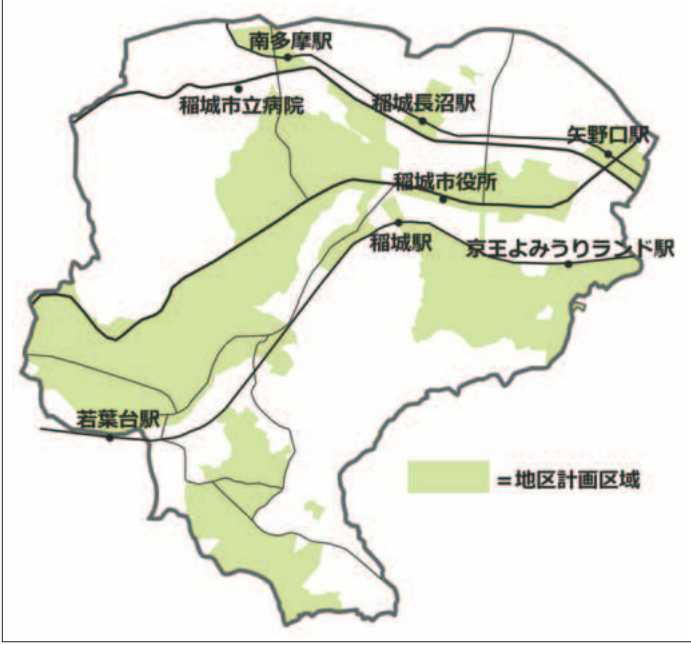 南多摩駅
稲城市立病院
稲城長沼駅
矢野口駅
稲城市役所
稲城駅
京王よみうりランド駅
若葉台駅
=地区計画区域